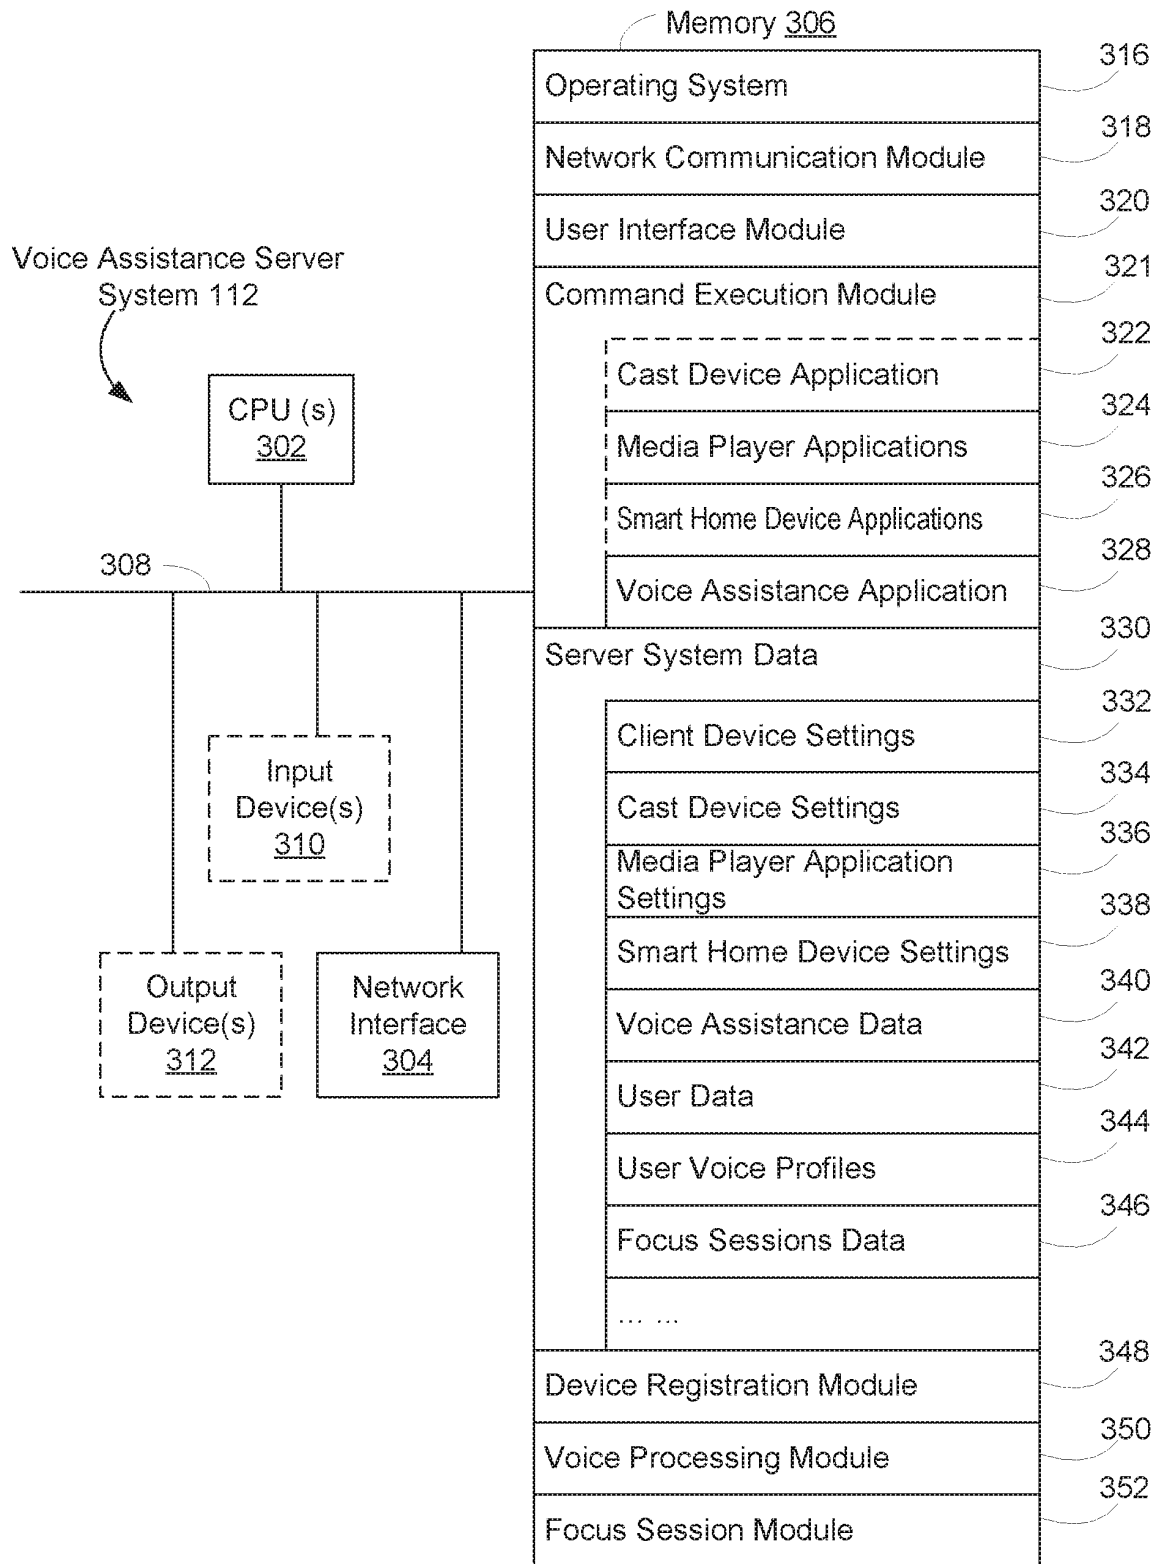 Memory 306
Operating System
316
Network Communication Module
318
User Interface Module
320
Command Execution Module
321
Cast Device Application
322
Media Player Applications
324
Smart Home Device Applications
326
Voice Assistance Application
328
Server System Data
330
Client Device Settings
332
Cast Device Settings
334
Media Player Application
Settings
336
Smart Home Device Settings
338
Voice Assistance Data
340
User Data
342
User Voice Profiles
344
Focus Sessions Data
346
... ...
Device Registration Module
348
Voice Processing Module
350
Focus Session Module
352
Voice Assistance Server
System 112
CPU (s)
302
308
Input
Device(s)
310
Output
Device(s)
312
Network
Interface
304